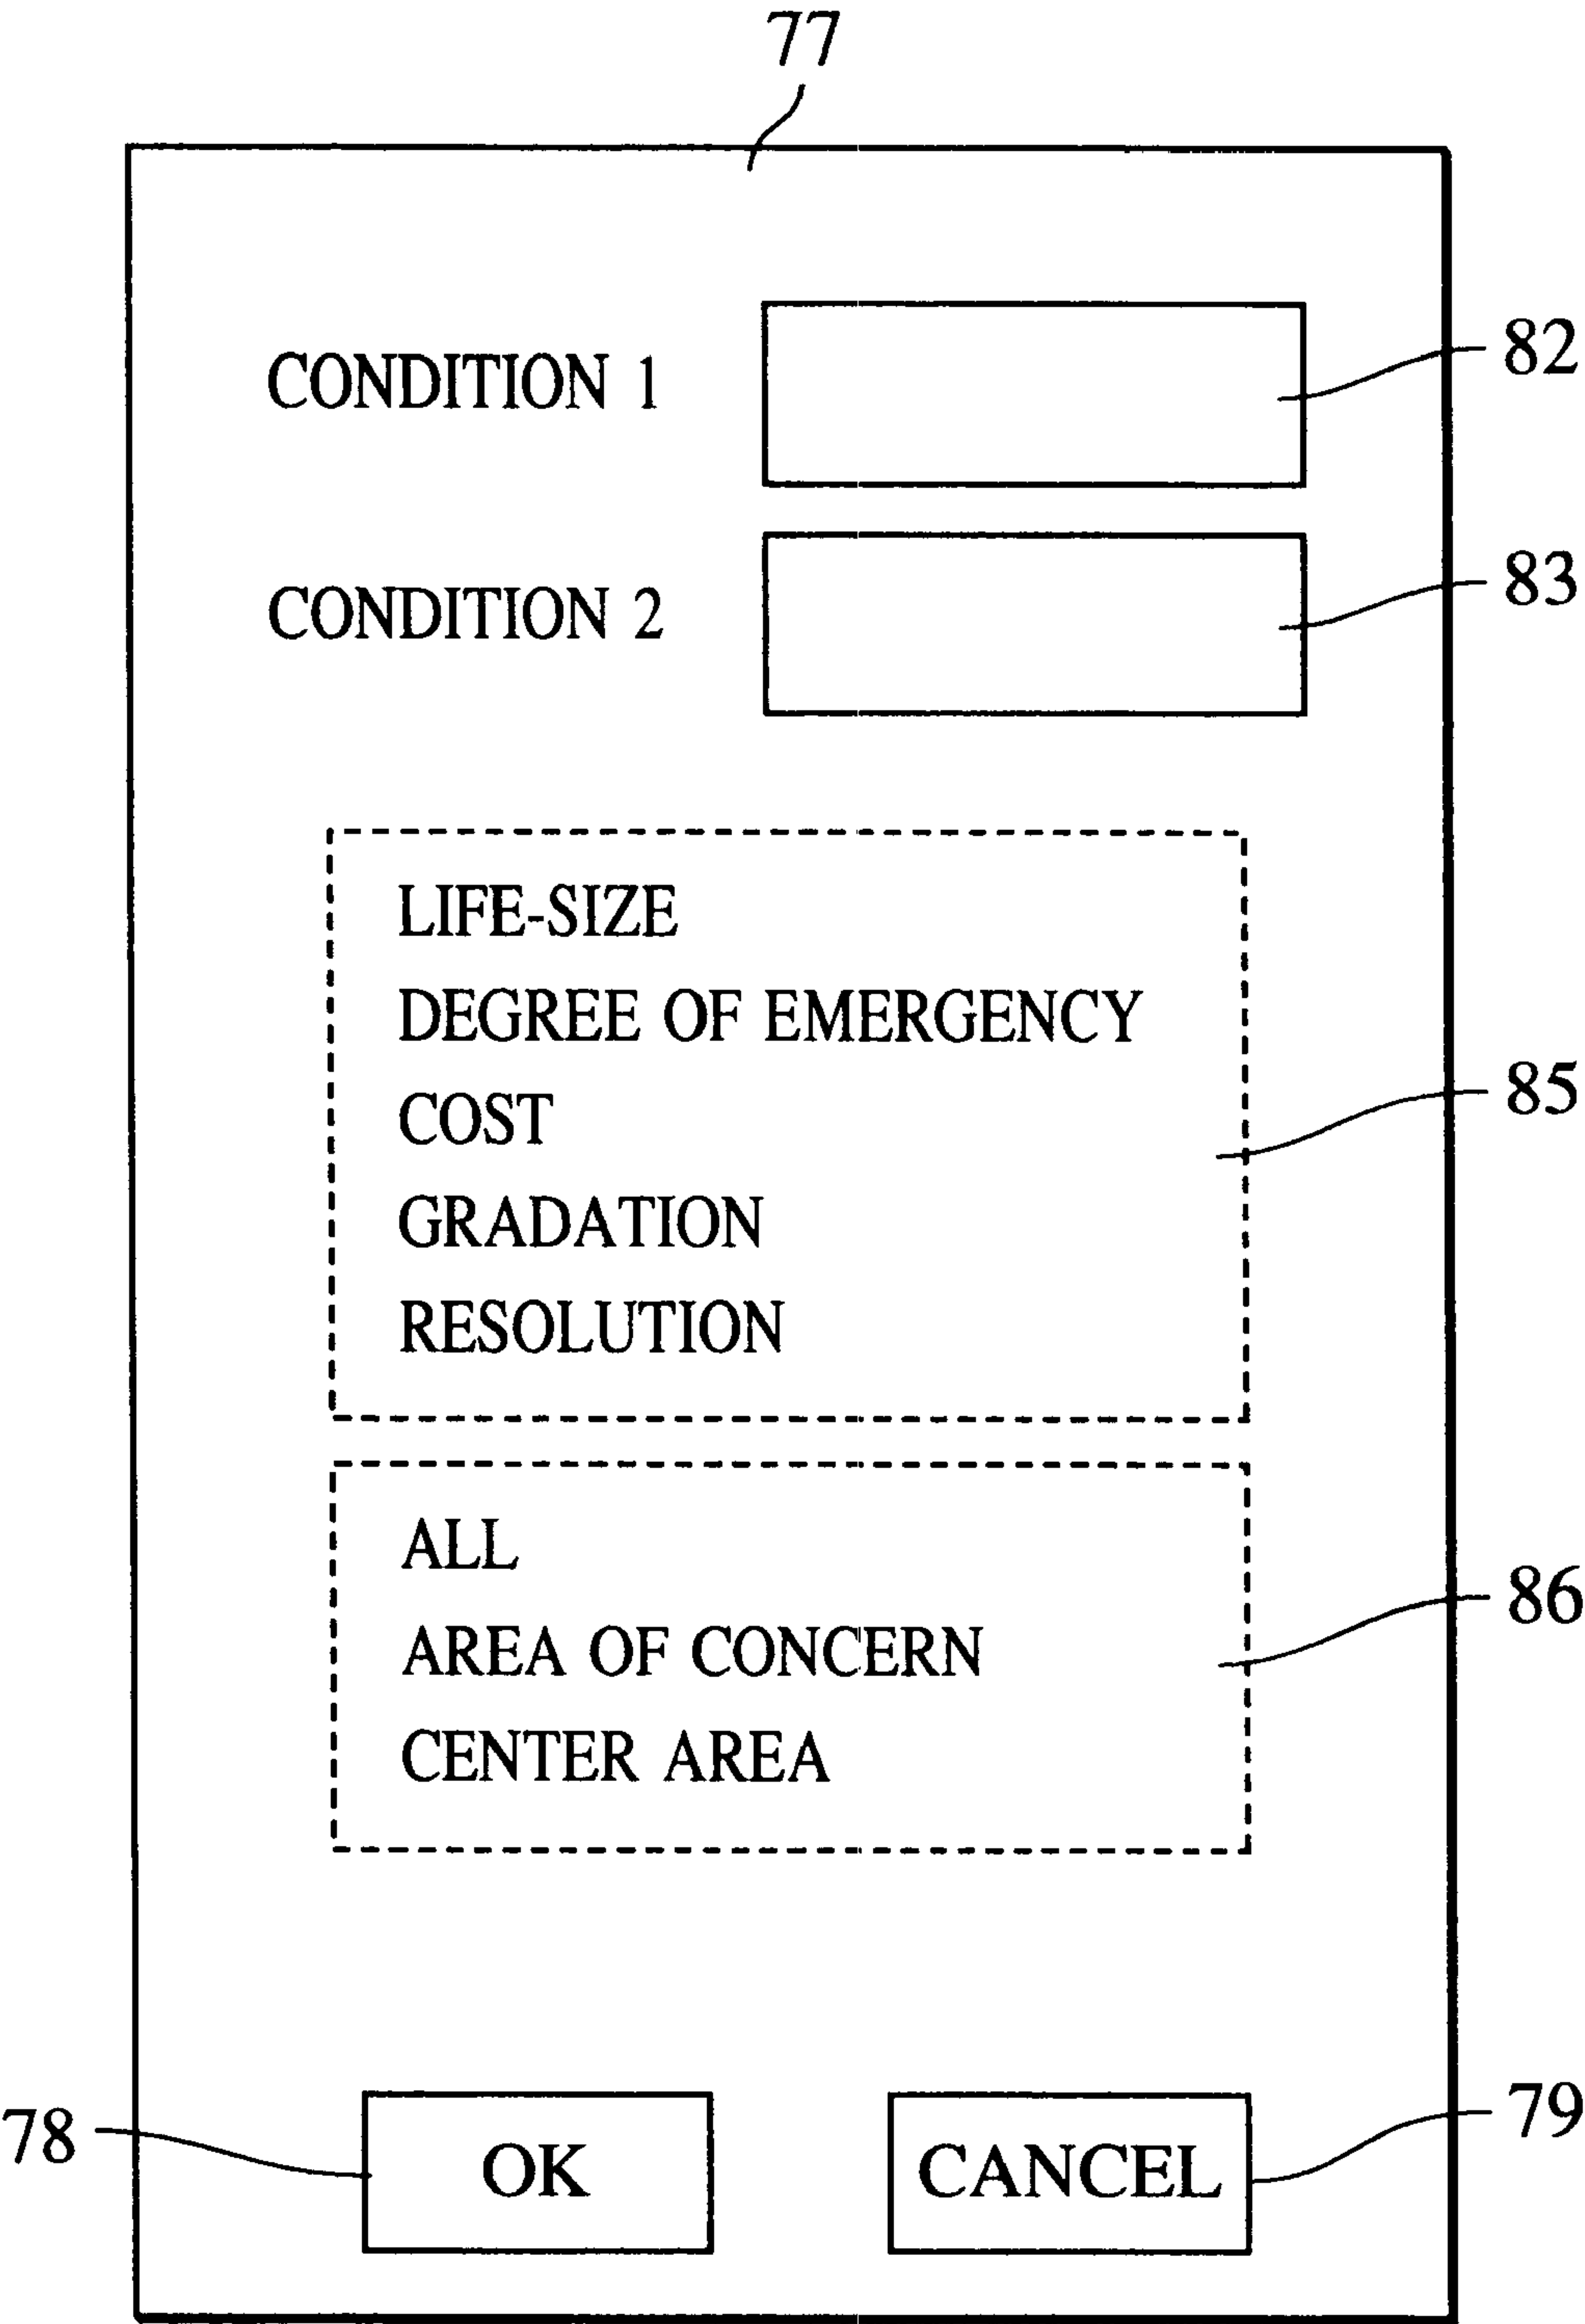 77
CONDITION 1
82
CONDITION 2
83
LIFE-SIZE
DEGREE OF EMERGENCY
COST
85
GRADATION
RESOLUTION
ALL
AREA OF CONCERN
86
CENTER AREA
78
OK
CANCEL
79